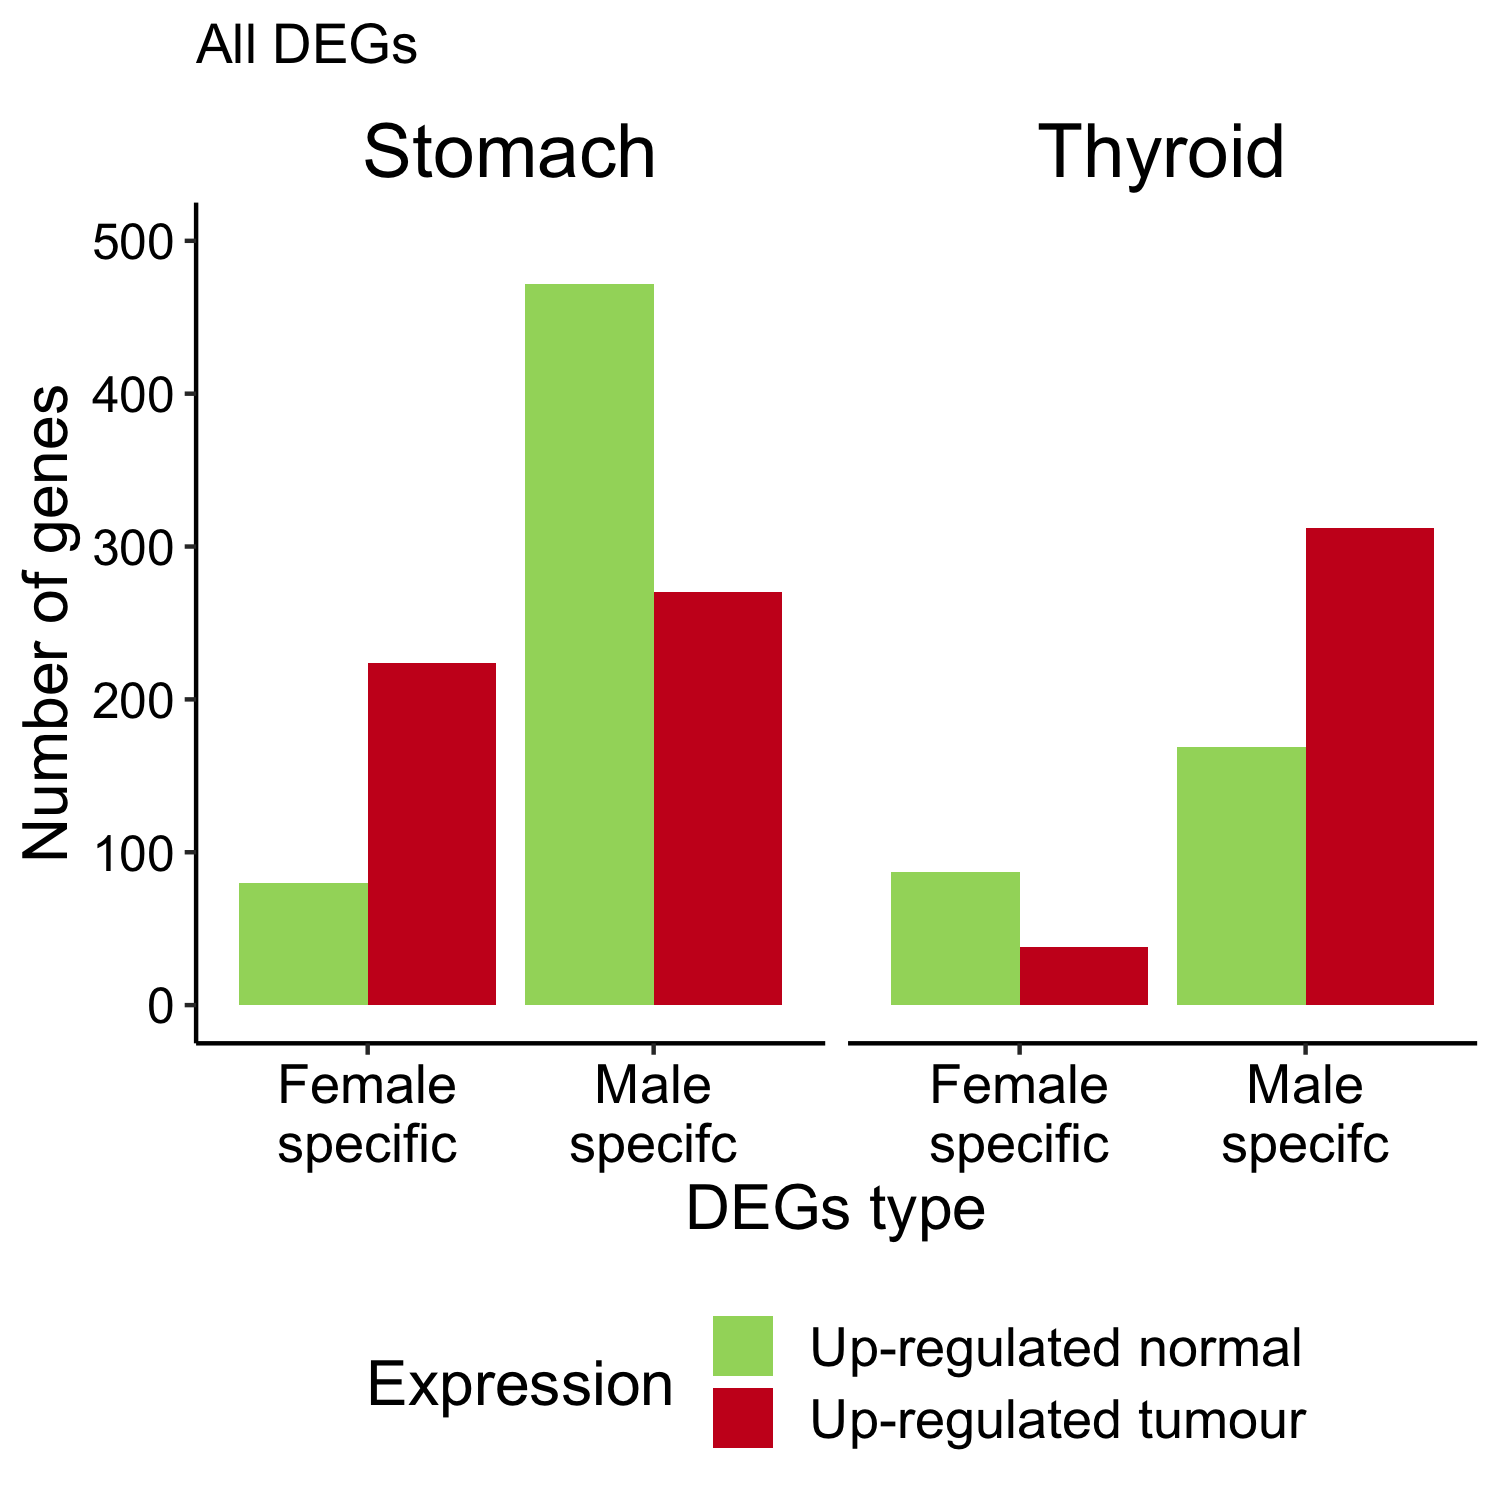 All DEGs
Stomach
Thyroid
Number of genes
500
400
300
200
100
0
Female
specific
Male
specifc
Female
specific
Male
specifc
DEGs type
Expression
Up-regulated normal
Up-regulated tumour